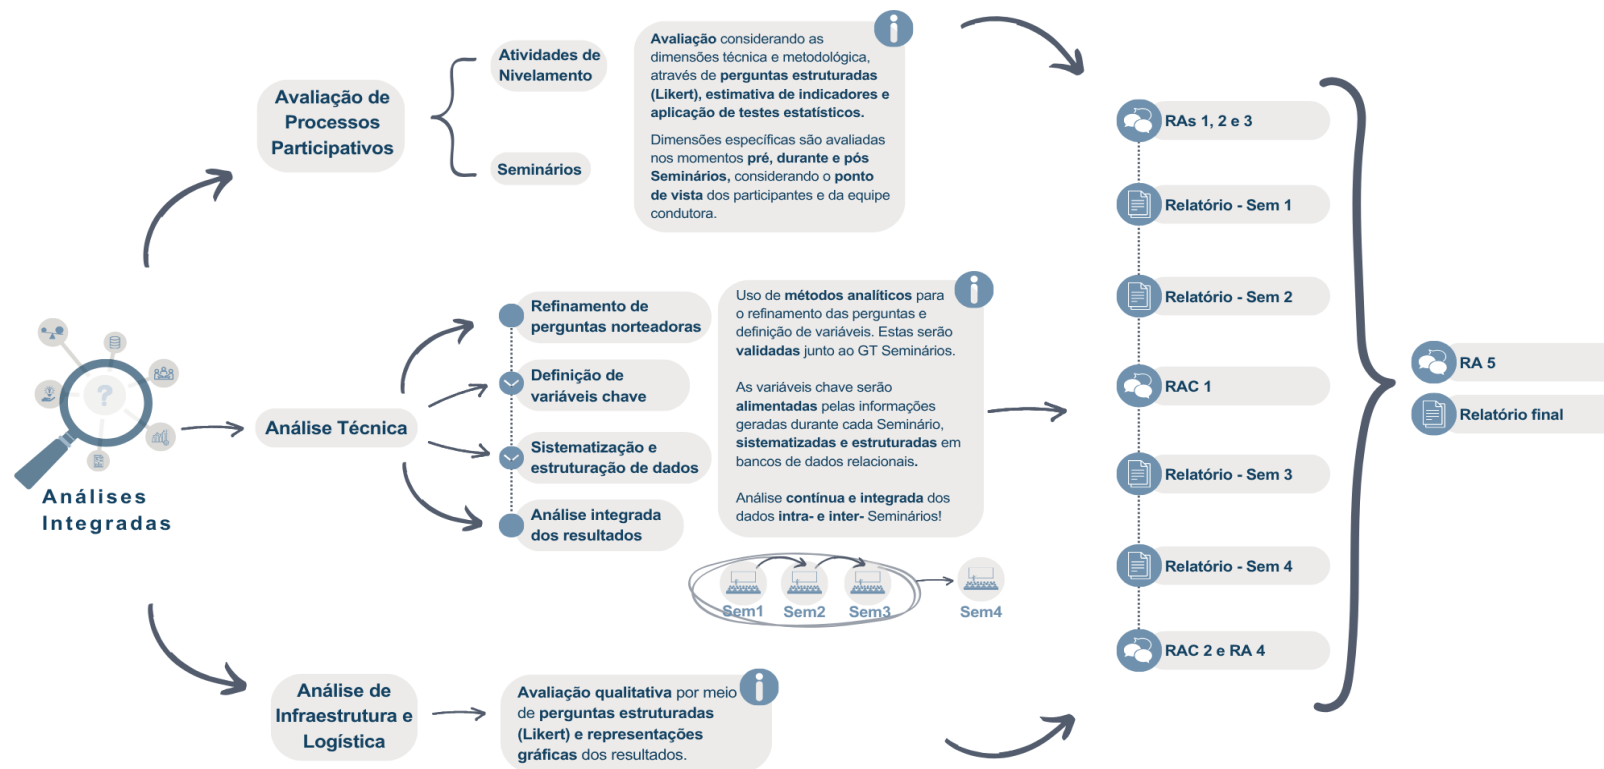 Análises
Integradas
?
Avaliação de
Processos
Participativos
Atividades de
Nivelamento
Seminários
Avaliação considerando as
dimensões técnica e metodológica,
através de perguntas estruturadas
(Likert), estimativa de indicadores e
aplicação de testes estatísticos.
Dimensões específicas são avaliadas
nos momentos pré, durante e pós
Seminários, considerando o ponto
de vista dos participantes e da equipe
condutora.
i
Análise Técnica
Refinamento de
perguntas norteadoras
Definição de
variáveis chave
Sistematização e
estruturação de dados
Análise integrada
dos resultados
Uso de métodos analíticos para
o refinamento das perguntas e
definição de variáveis. Estas serão
validadas junto ao GT Seminários.
As variáveis chave serão
alimentadas pelas informações
geradas durante cada Seminário,
sistematizadas e estruturadas em
bancos de dados relacionais.
Análise contínua e integrada dos
dados intra- e inter- Seminários!
i
Sem1
Sem2
Sem3
Sem4
Análise de
Infraestrutura e
Logística
Avaliação qualitativa por meio
de perguntas estruturadas
(Likert) e representações
gráficas dos resultados.
i
RAs 1, 2 e 3
Relatório - Sem 1
Relatório - Sem 2
RAC 1
Relatório - Sem 3
Relatório - Sem 4
RAC 2 e RA 4
RA 5
Relatório final